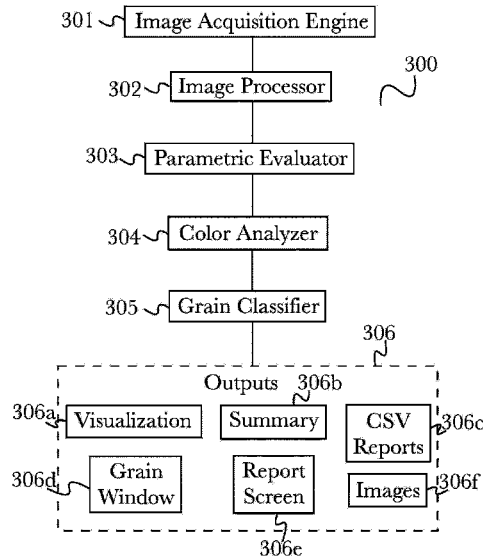 301
Image Acquisition Engine
300
302
Image Processor
303
Parametric Evaluator
304
Color Analyzer
305
Grain Classifier
306
Outputs
306b
306a
Visualization
Summary
CSV
Reports
306c
306d
Grain
Window
Report
Screen
Images
306f
306e